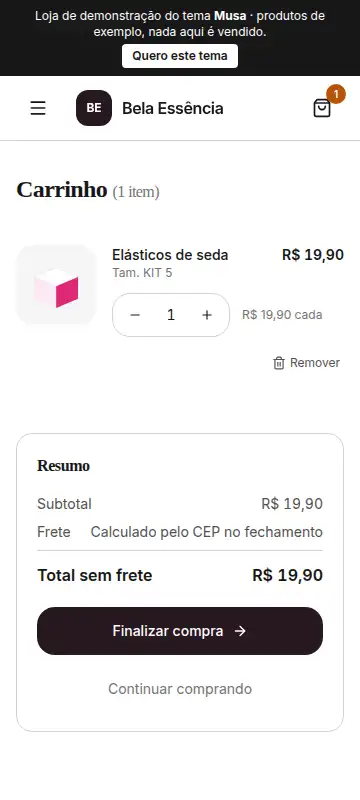 Loja de demonstração do tema Musa · produtos de
exemplo, nada aqui é vendido.
Quero este tema
BE
Bela Essência
1
Carrinho (1 item)
Elásticos de seda
R$ 19,90
Tam. KIT 5
− 1 +
R$ 19,90 cada
Remover
Resumo
Subtotal R$ 19,90
Frete Calculado pelo CEP no fechamento
Total sem frete R$ 19,90
Finalizar compra →
Continuar comprando